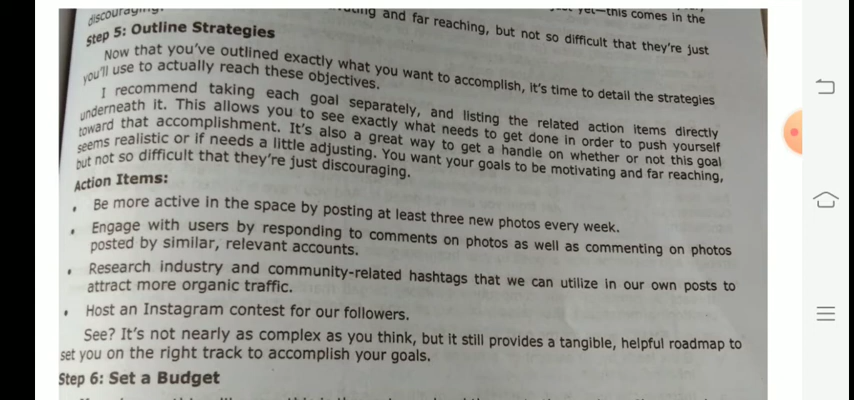 discouraging.
yet—this comes in the
and far reaching, but not so difficult that they're just
Step 5: Outline Strategies
Now that you've outlined exactly what you want to accomplish, it's time to detail the strategies
you'll use to actually reach these objectives.
I recommend taking each goal separately, and listing the related action items directly
underneath it. This allows you to see exactly what needs to get done in order to push yourself
toward that accomplishment. It's also a great way to get a handle on whether or not this goal
seems realistic or if needs a little adjusting. You want your goals to be motivating and far reaching,
but not so difficult that they're just discouraging.
Action Items:
• Be more active in the space by posting at least three new photos every week.
• Engage with users by responding to comments on photos as well as commenting on photos
posted by similar, relevant accounts.
• Research industry and community-related hashtags that we can utilize in our own posts to
attract more organic traffic.
• Host an Instagram contest for our followers.
See? It's not nearly as complex as you think, but it still provides a tangible, helpful roadmap to
set you on the right track to accomplish your goals.
Step 6: Set a Budget